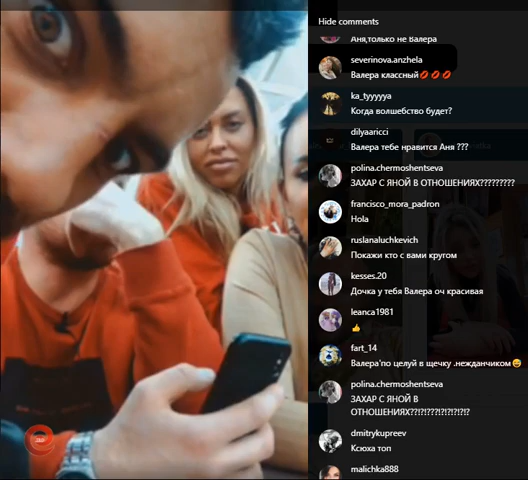 Hide comments
Аня,только не Валера
severinova.anzhela
Валера классный💋💋💋
ka_tyyyyya
Когда волшебство будет?
dilyaaricci
Валера тебе нравится Аня ???
polina.chermoshentseva
ЗАХАР С ЯНОЙ В ОТНОШЕНИЯХ?????????
francisco_mora_padron
Hola
ruslanaluchkevich
Покажи кто с вами кругом
kesses.20
Дочка у тебя Валера оч красивая
leanca1981
👍
fart_14
Валера'по целуй в щечку .нежданчиком😅
polina.chermoshentseva
ЗАХАР С ЯНОЙ В
ОТНОШЕНИЯХ??!?!???!?!?!?!?!?
dmitrykupreev
Ксюха топ
malichka888